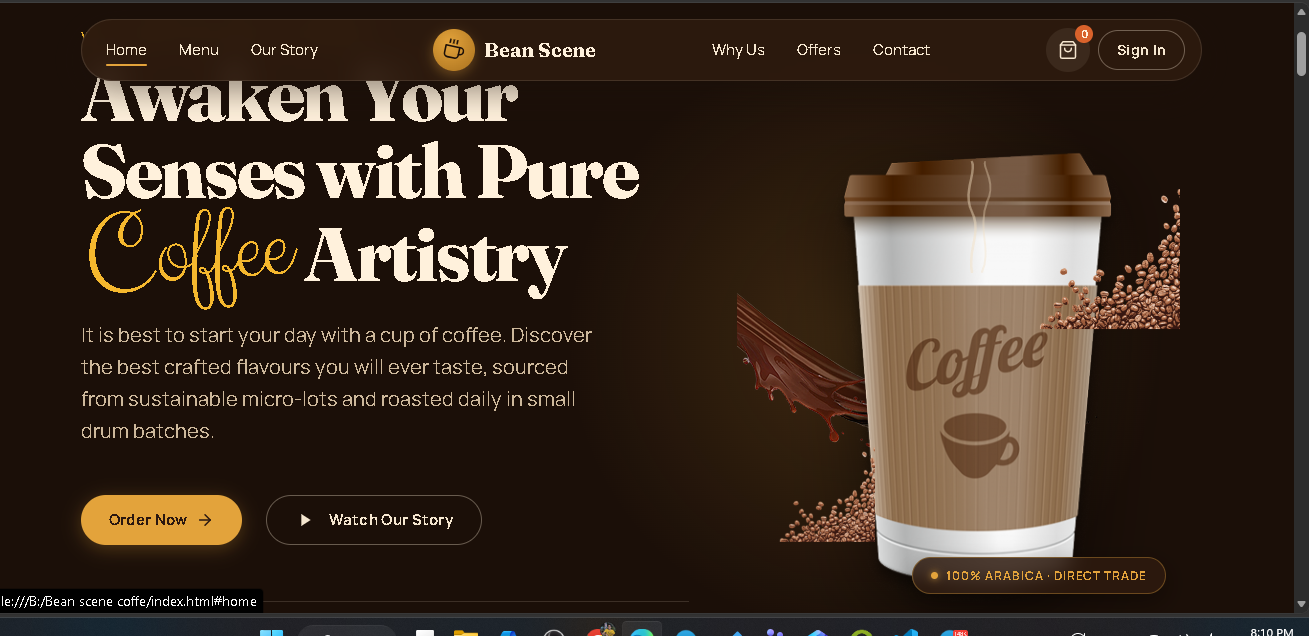 Home Menu Our Story Bean Scene Why Us Offers Contact 0 Sign In
Awaken Your
Senses with Pure
Coffee Artistry
It is best to start your day with a cup of coffee. Discover
the best crafted flavours you will ever taste, sourced
from sustainable micro-lots and roasted daily in small
drum batches.
Order Now Watch Our Story
Coffee
100% ARABICA · DIRECT TRADE
le:///B:/Bean scene coffe/index.html#home
8:10 PM